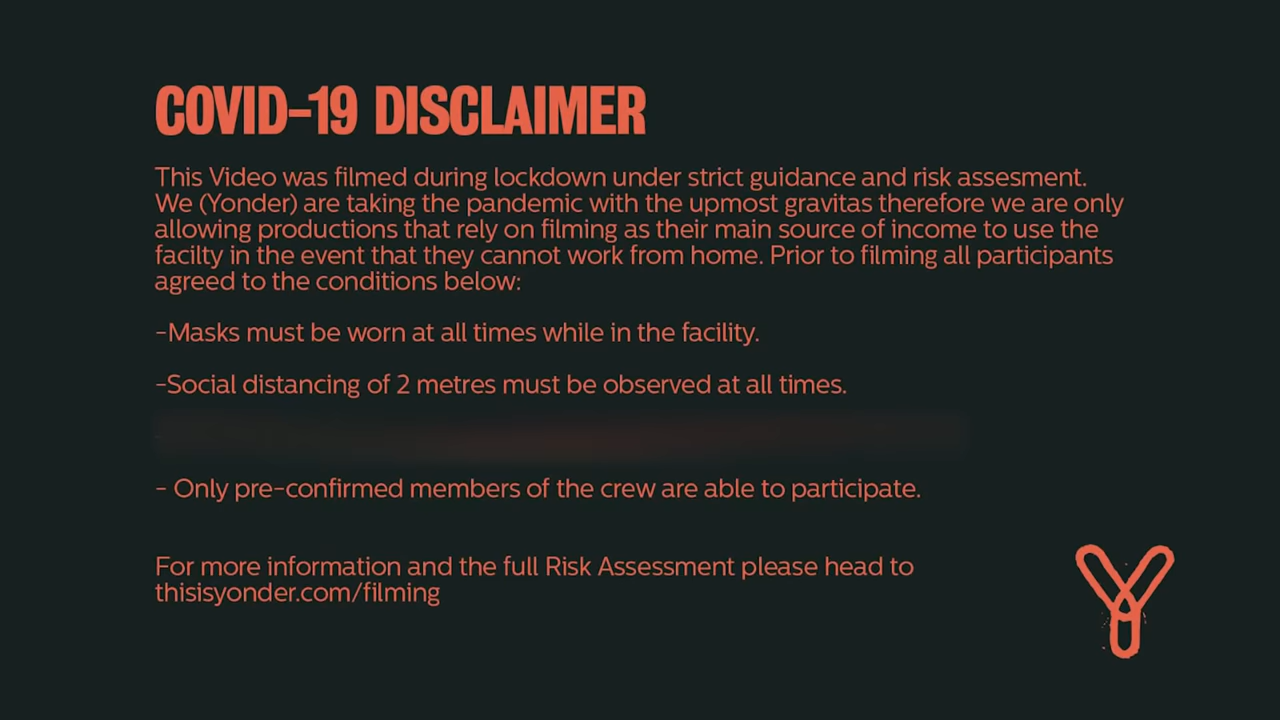 COVID-19 DISCLAIMER
This Video was filmed during lockdown under strict guidance and risk assesment.
We (Yonder) are taking the pandemic with the upmost gravitas therefore we are only
allowing productions that rely on filming as their main source of income to use the
facilty in the event that they cannot work from home. Prior to filming all participants
agreed to the conditions below:
-Masks must be worn at all times while in the facility.
-Social distancing of 2 metres must be observed at all times.
- Only pre-confirmed members of the crew are able to participate.
For more information and the full Risk Assessment please head to
thisisyonder.com/filming